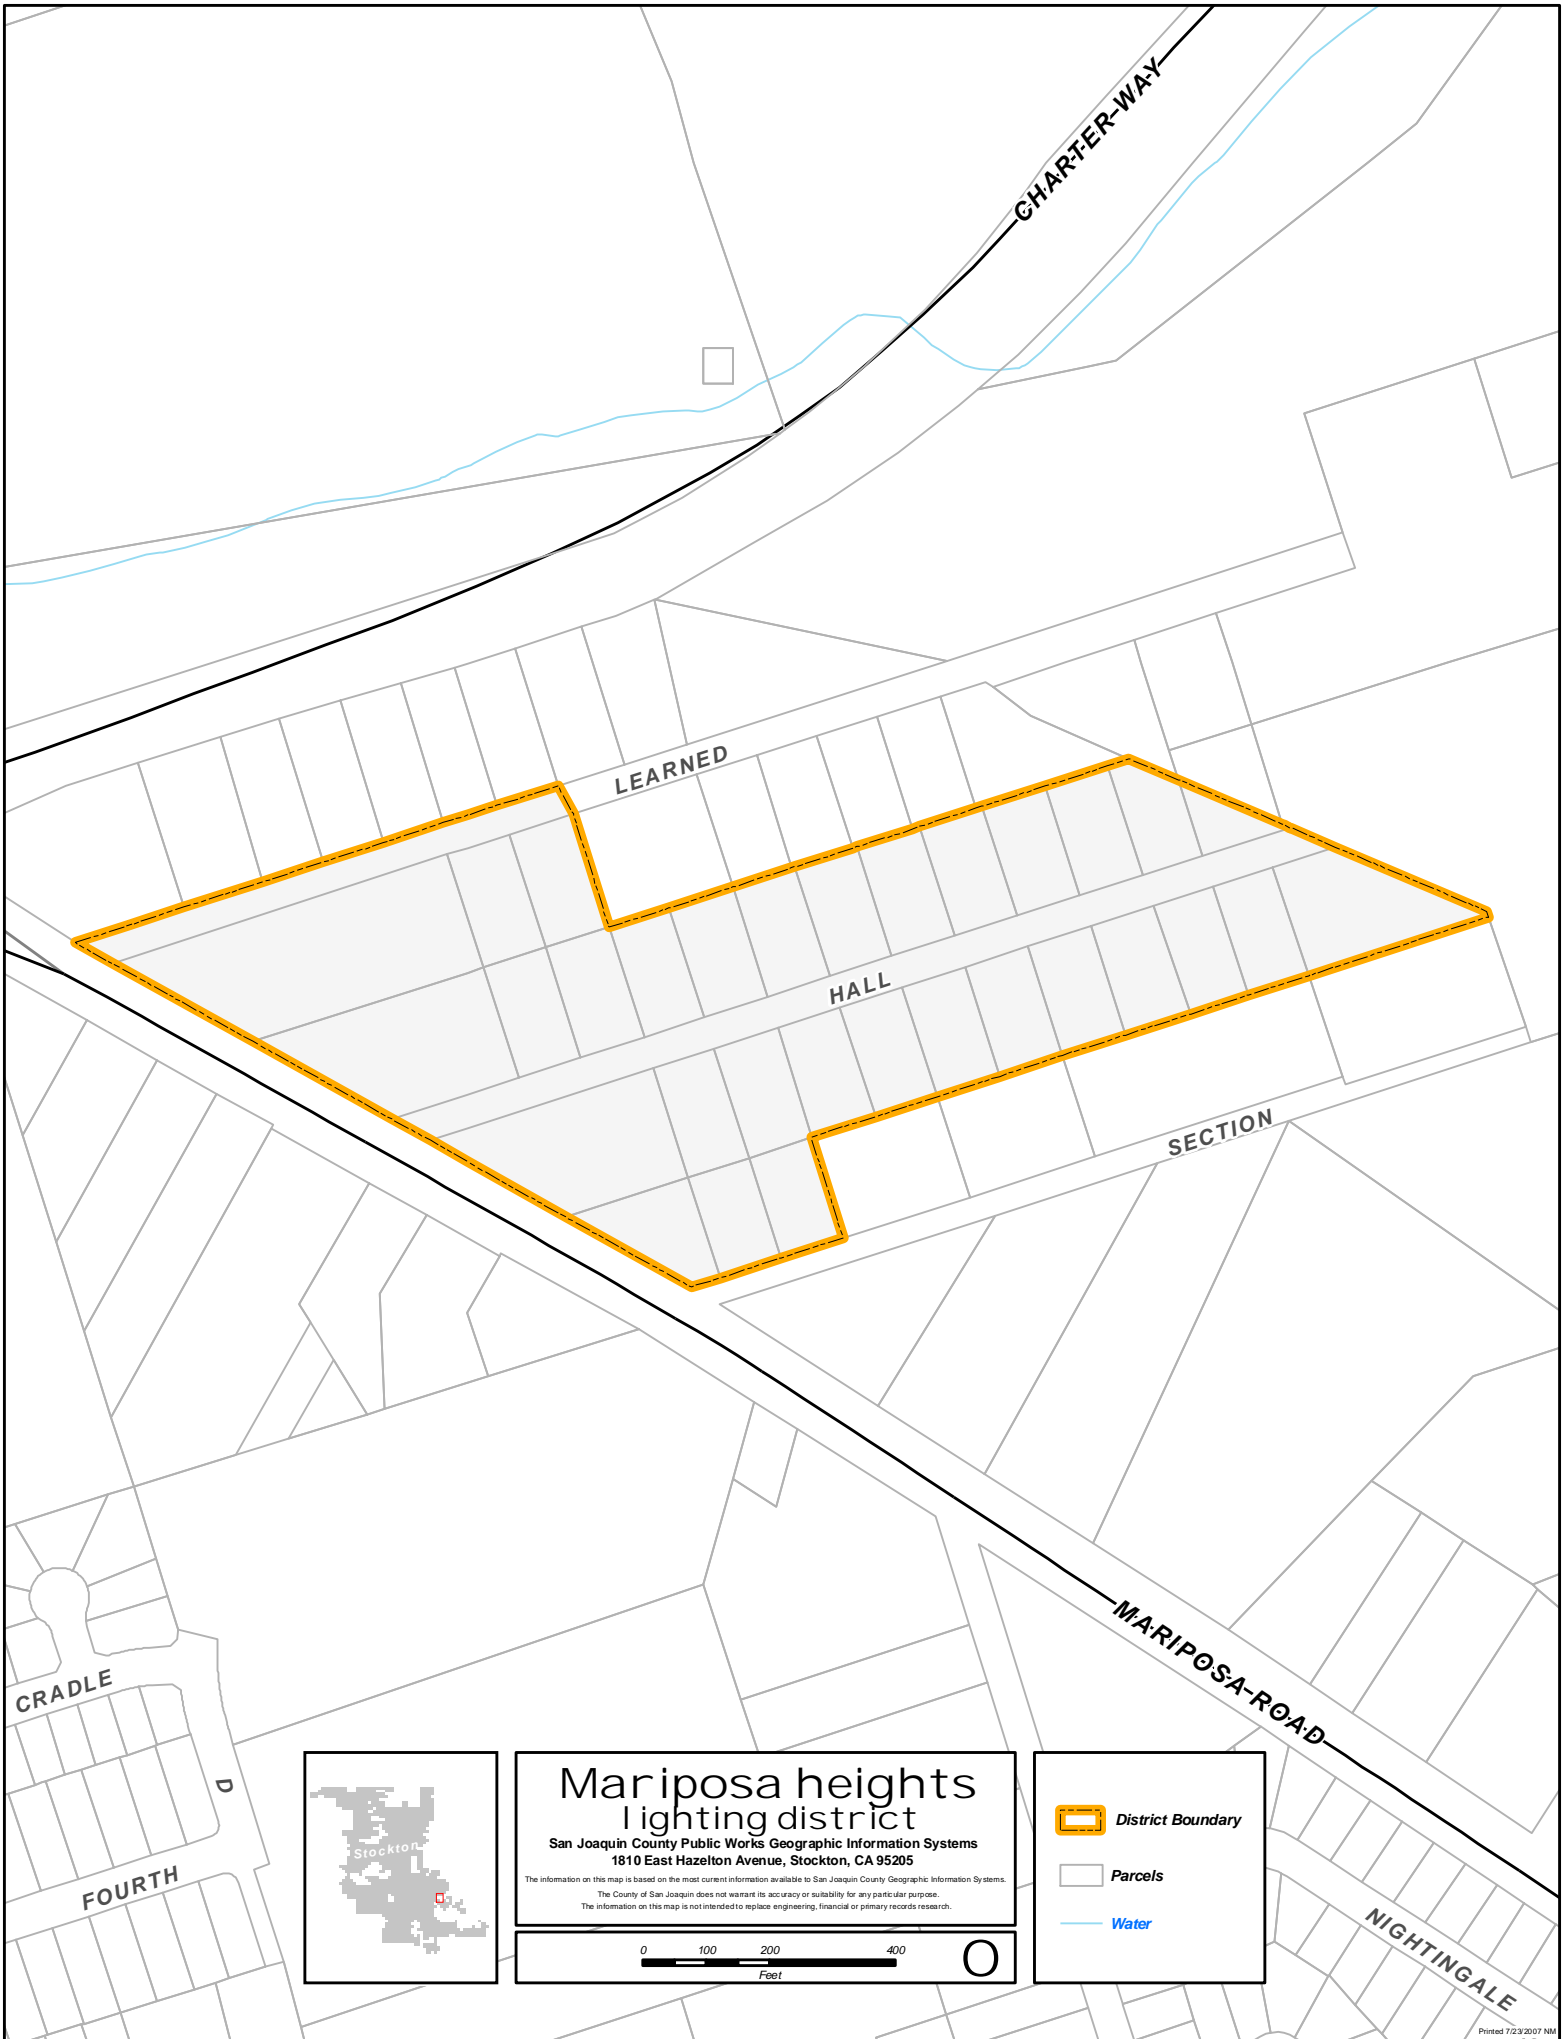 CHARTER WAY
LEARNED
HALL
SECTION
MARIPOSA ROAD
CRADLE
D
FOURTH
NIGHTINGALE
Stockton
Mariposa heights
lighting district
San Joaquin County Public Works Geographic Information Systems
1810 East Hazelton Avenue, Stockton, CA 95205
The information on this map is based on the most current information available to San Joaquin County Geographic Information Systems.
The County of San Joaquin does not warrant its accuracy or suitability for any particular purpose.
The information on this map is not intended to replace engineering, financial or primary records research.
0 100 200 400
Feet
O
District Boundary
Parcels
Water
Printed 7/23/2007 NM